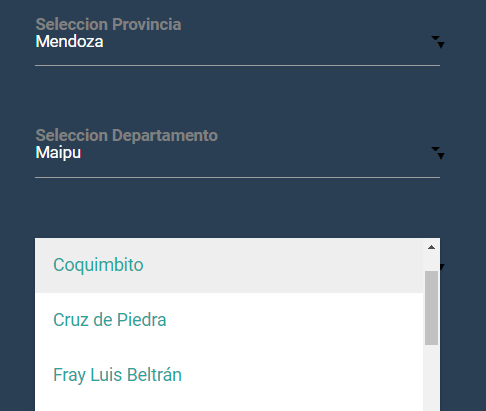 Seleccion Provincia
Mendoza
Seleccion Departamento
Maipu
Coquimbito
Cruz de Piedra
Fray Luis Beltrán